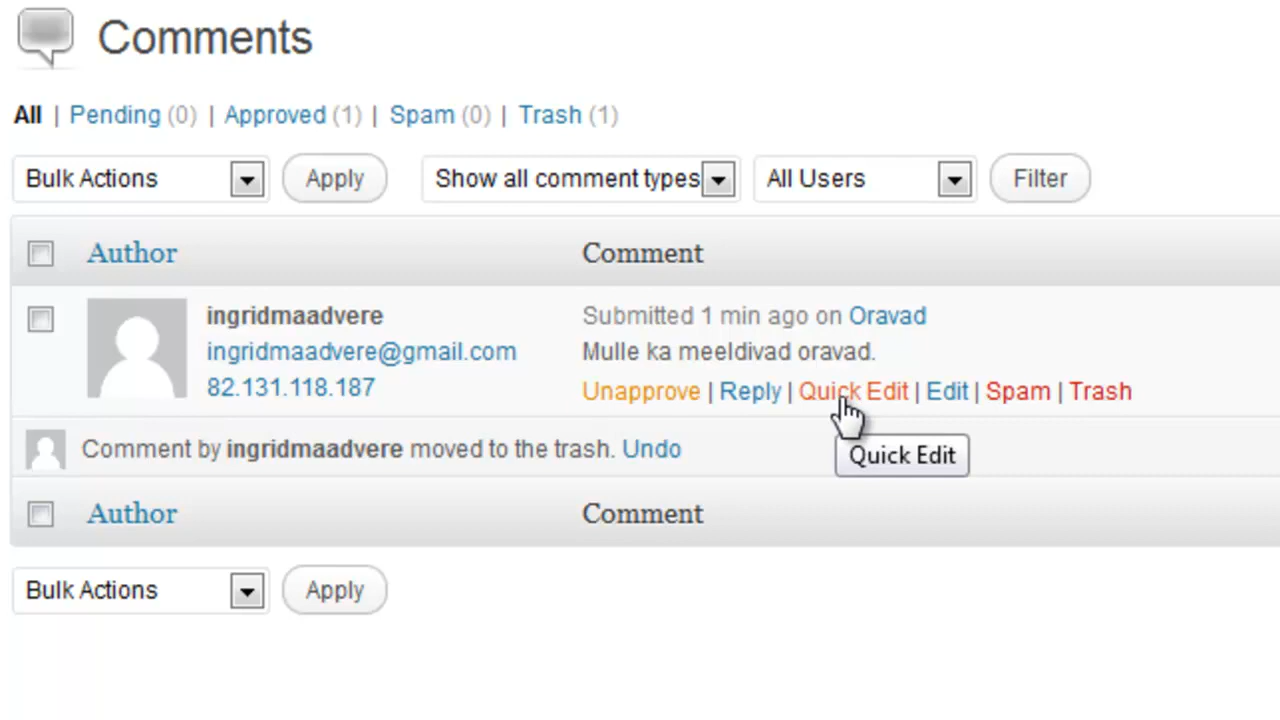 Comments
All | Pending (0) | Approved (1) | Spam (0) | Trash (1)
Bulk Actions Apply Show all comment types All Users Filter
Author Comment
ingridmaadvere Submitted 1 min ago on Oravad
ingridmaadvere@gmail.com Mulle ka meeldivad oravad.
82.131.118.187 Unapprove | Reply | Quick Edit | Edit | Spam | Trash
Comment by ingridmaadvere moved to the trash. Undo
Quick Edit
Author Comment
Bulk Actions Apply